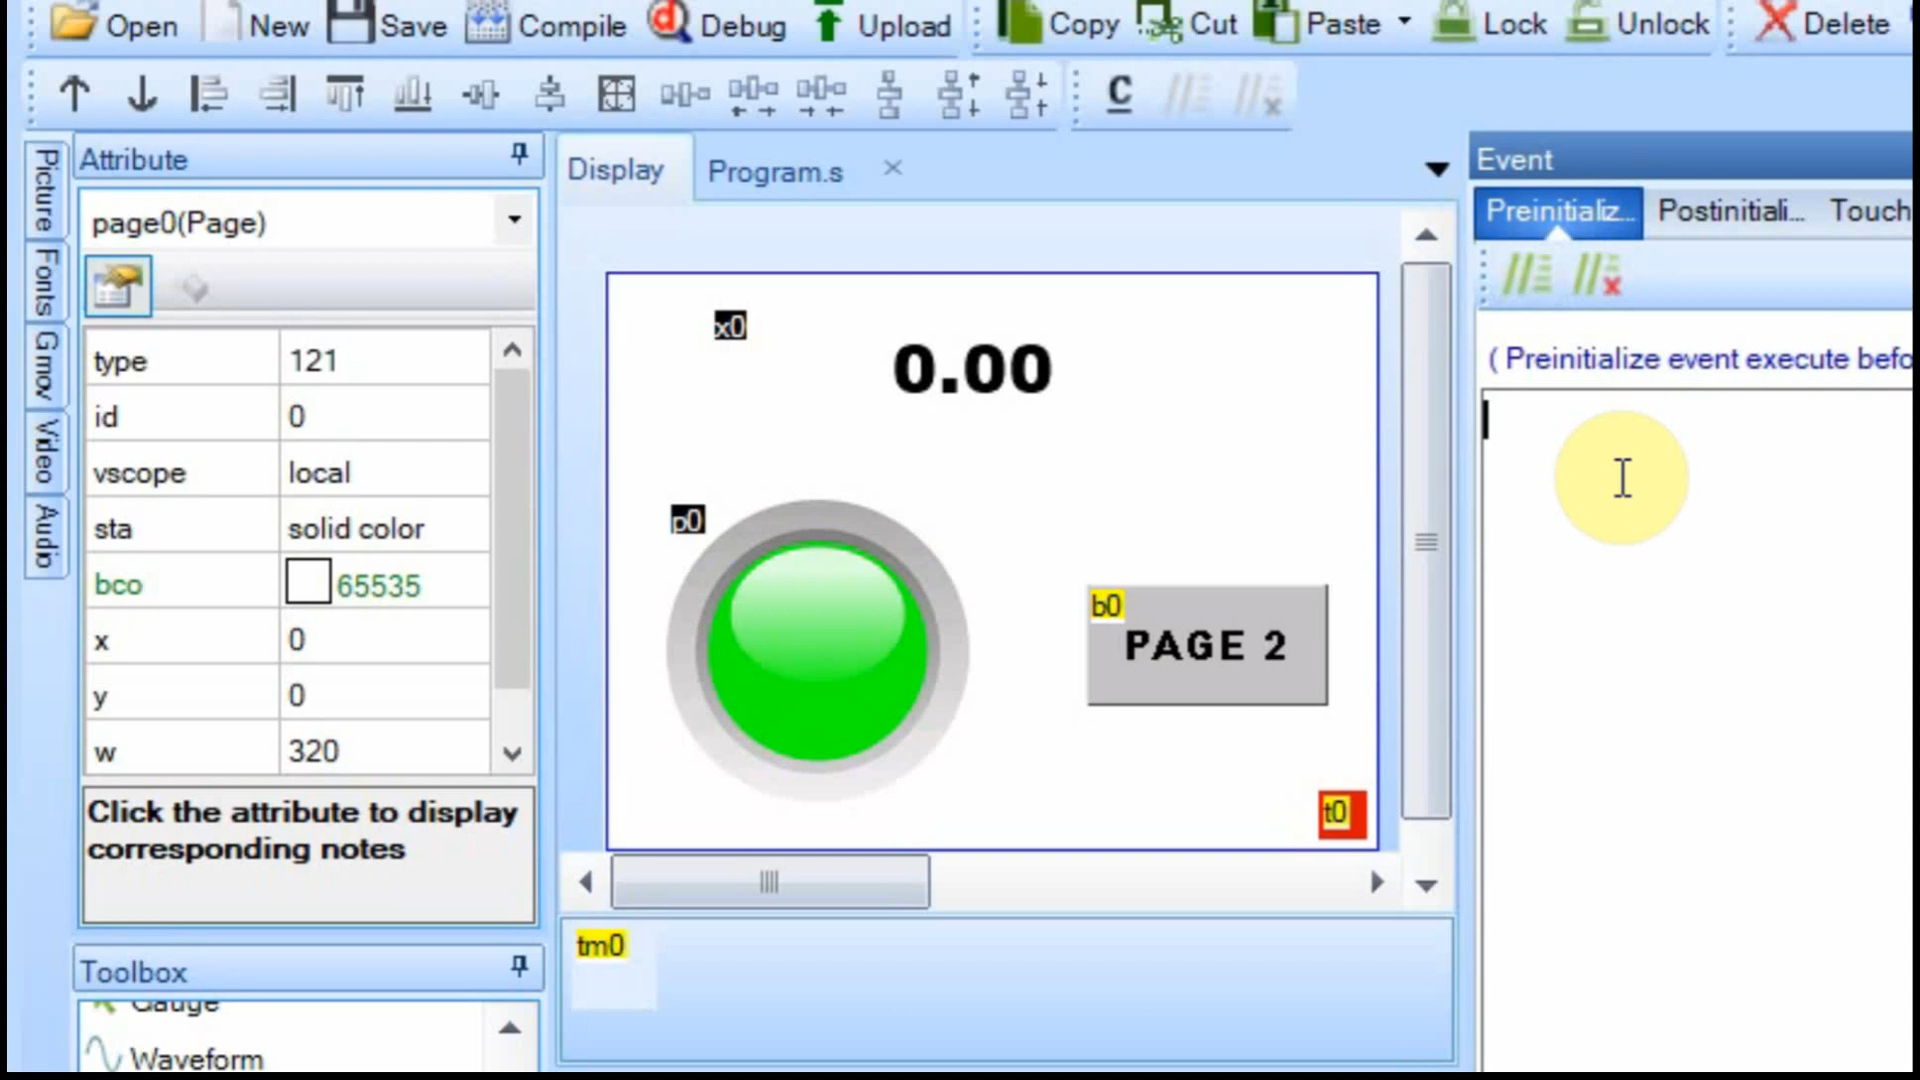 Open New Save Compile Debug Upload Copy Cut Paste Lock Unlock Delete
C
Picture
Fonts
Gmov
Video
Audio
Attribute
page0(Page)
type 121
id 0
vscope local
sta solid color
bco 65535
x 0
y 0
w 320
Click the attribute to display
corresponding notes
Toolbox
Gauge
Waveform
Display Program.s
x0
0.00
p0
b0
PAGE 2
t0
tm0
Event
Preinitializ... Postinitiali... Touch
( Preinitialize event execute befo